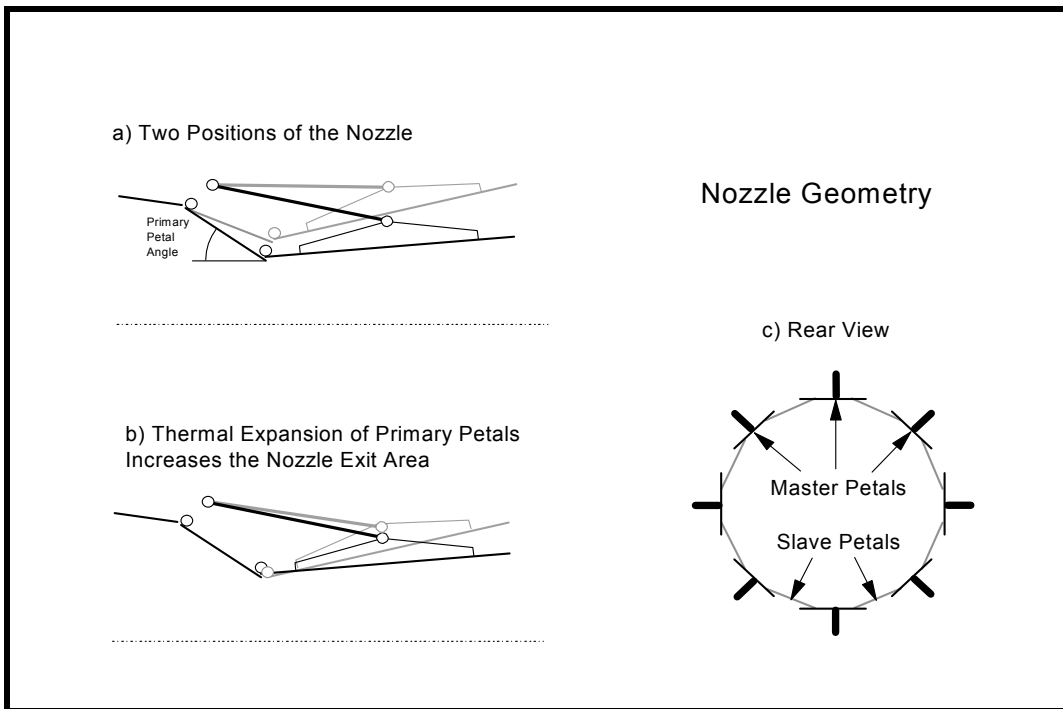 a) Two Positions of the Nozzle
Primary
Petal
Angle
Nozzle Geometry
c) Rear View
b) Thermal Expansion of Primary Petals
Increases the Nozzle Exit Area
Master Petals
Slave Petals